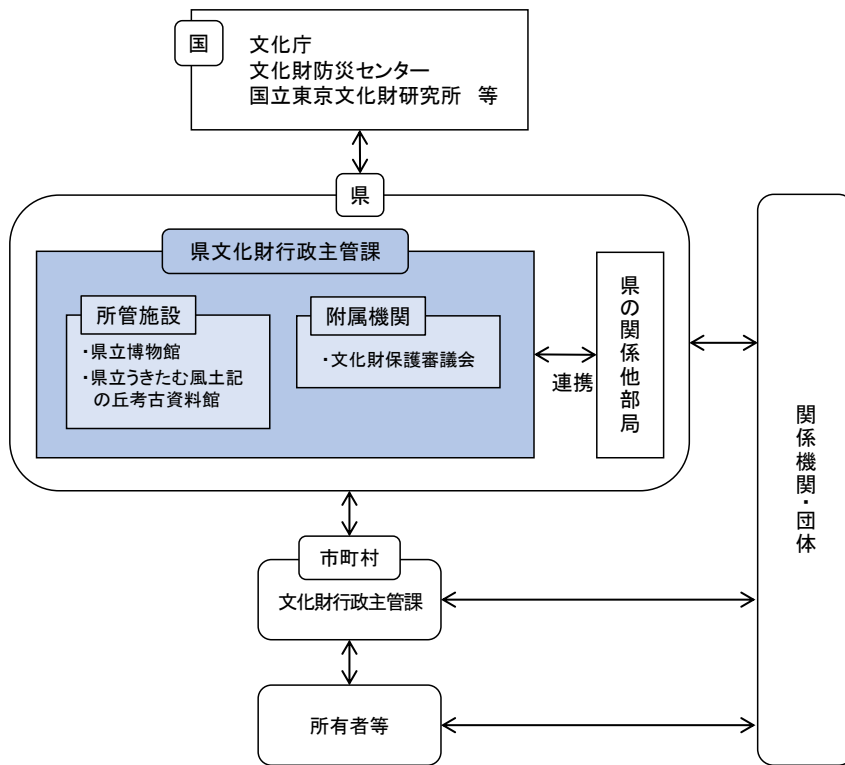 国
文化庁
文化財防災センター
国立東京文化財研究所 等
県
県文化財行政主管課
所管施設
・県立博物館
・県立うきたむ風土記
の丘考古資料館
附属機関
・文化財保護審議会
連携
県の関係他部局
関係機関・団体
市町村
文化財行政主管課
所有者等